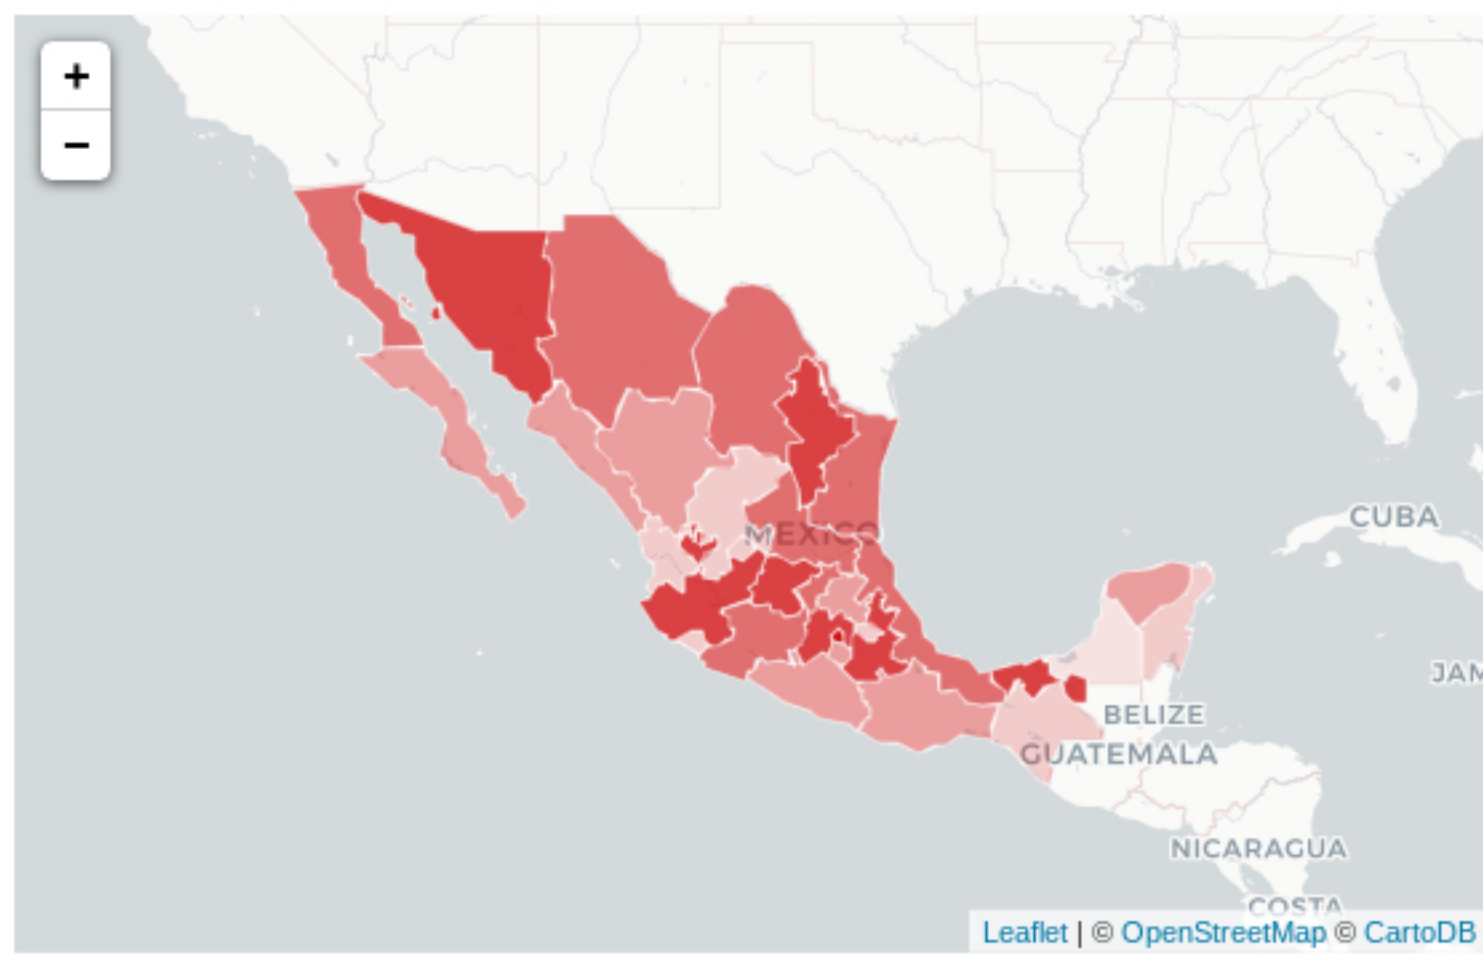 +
−
MEXICO
CUBA
JAM
BELIZE
GUATEMALA
NICARAGUA
COSTA
Leaflet | © OpenStreetMap © CartoDB